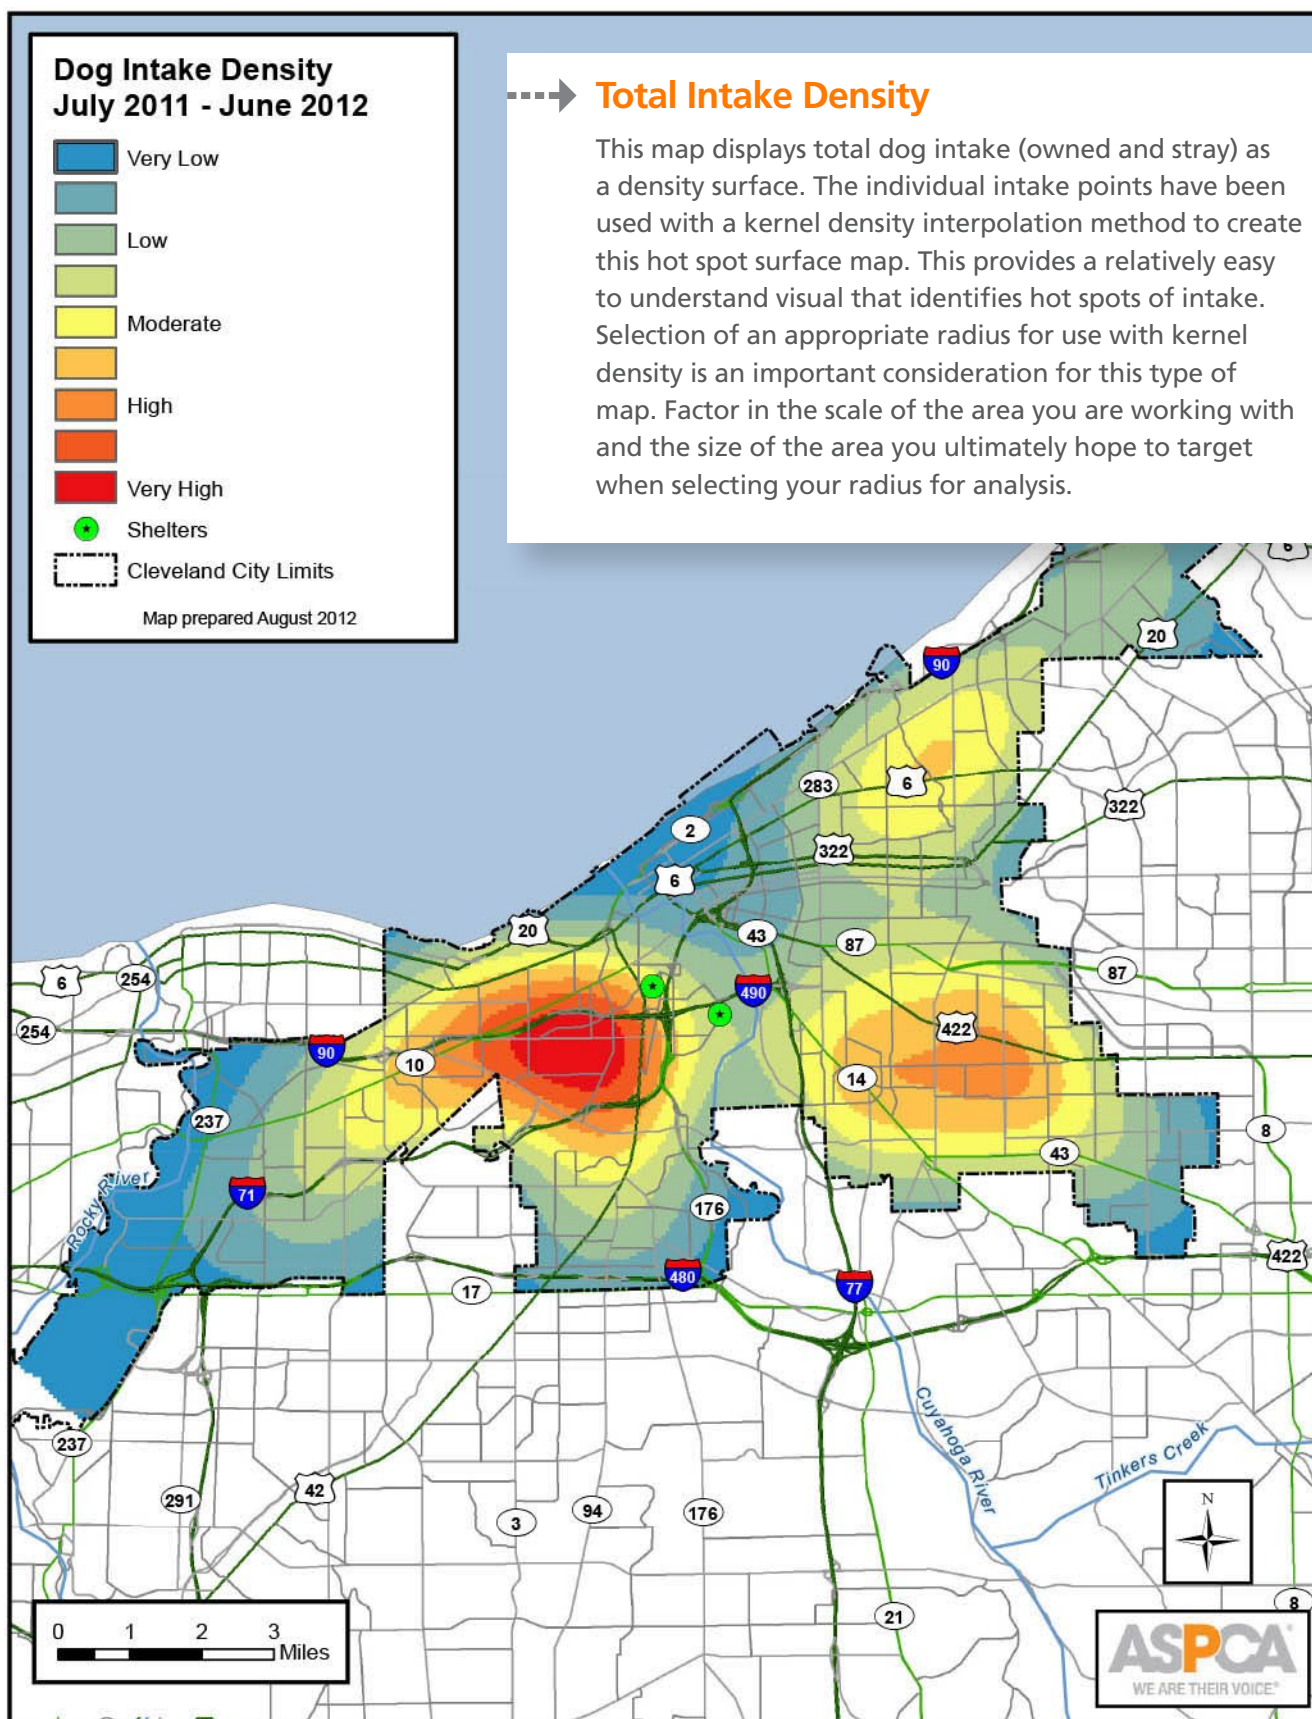 Dog Intake Density
July 2011 - June 2012
Very Low
Low
Moderate
High
Very High
Shelters
Cleveland City Limits
Map prepared August 2012
Total Intake Density
This map displays total dog intake (owned and stray) as
a density surface. The individual intake points have been
used with a kernel density interpolation method to create
this hot spot surface map. This provides a relatively easy
to understand visual that identifies hot spots of intake.
Selection of an appropriate radius for use with kernel
density is an important consideration for this type of
map. Factor in the scale of the area you are working with
and the size of the area you ultimately hope to target
when selecting your radius for analysis.
6
20
90
283
6
322
2
322
6
20
43
87
6
254
87
490
254
422
90
10
14
237
8
43
Rocky River
71
176
422
480
77
17
Cuyahoga River
Tinkers Creek
237
42
291
94
176
3
N
8
21
0 1 2 3
Miles
ASPCA
WE ARE THEIR VOICE®